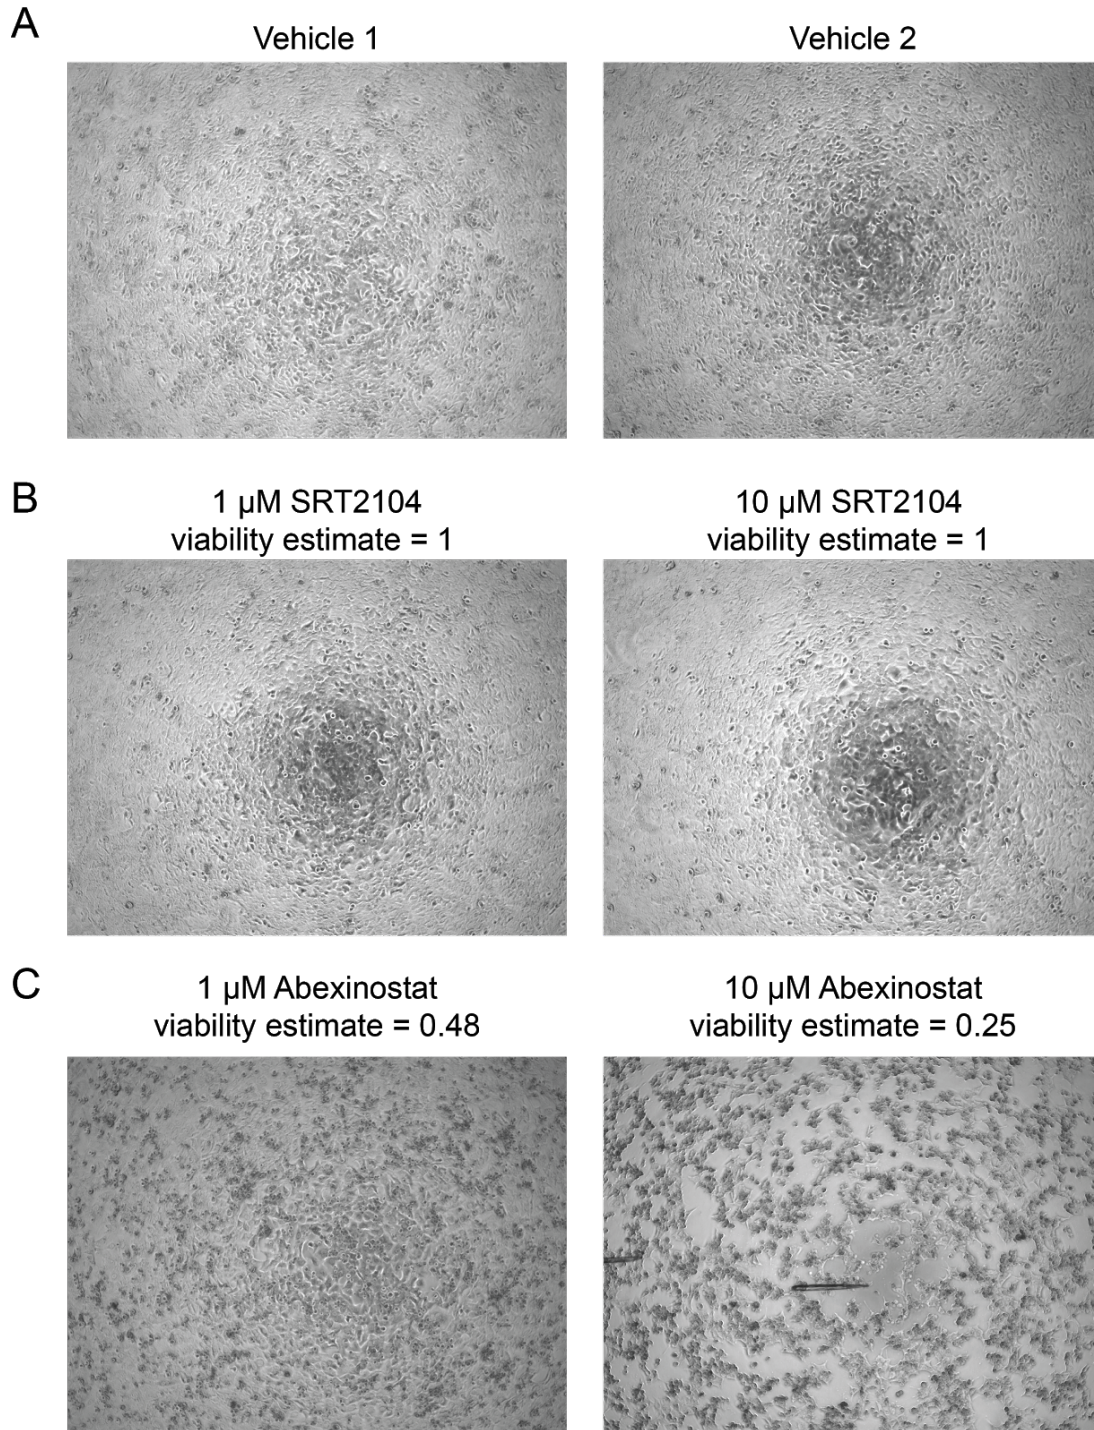 A
Vehicle 1
Vehicle 2
B
1 µM SRT2104
viability estimate = 1
10 µM SRT2104
viability estimate = 1
C
1 µM Abexinostat
viability estimate = 0.48
10 µM Abexinostat
viability estimate = 0.25